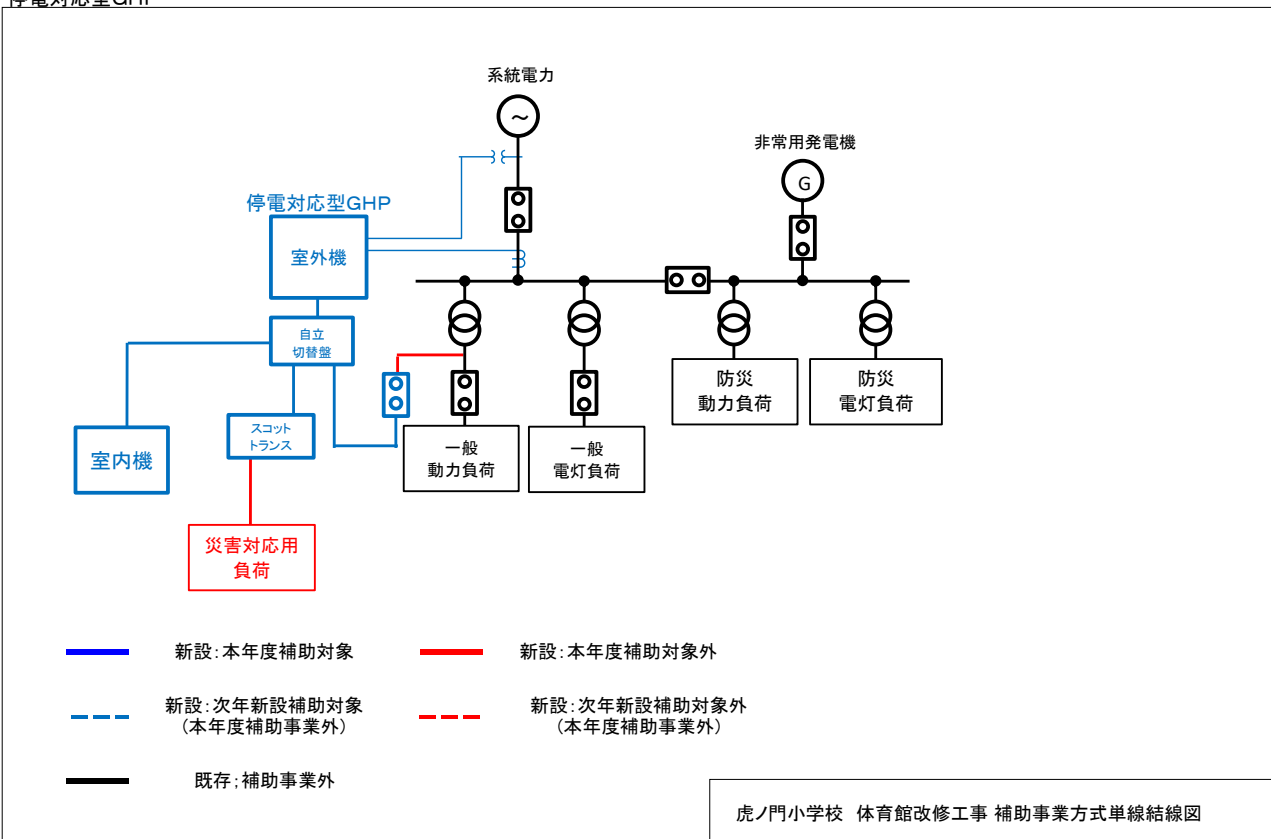 停電対応型GHP
系統電力
～
非常用発電機
G
停電対応型GHP
室外機
自立
切替盤
スコット
トランス
室内機
災害対応用
負荷
一般
動力負荷
一般
電灯負荷
防災
動力負荷
防災
電灯負荷
新設:本年度補助対象
新設:本年度補助対象外
新設:次年新設補助対象
(本年度補助事業外)
新設:次年新設補助対象外
(本年度補助事業外)
既存;補助事業外
虎ノ門小学校 体育館改修工事 補助事業方式単線結線図